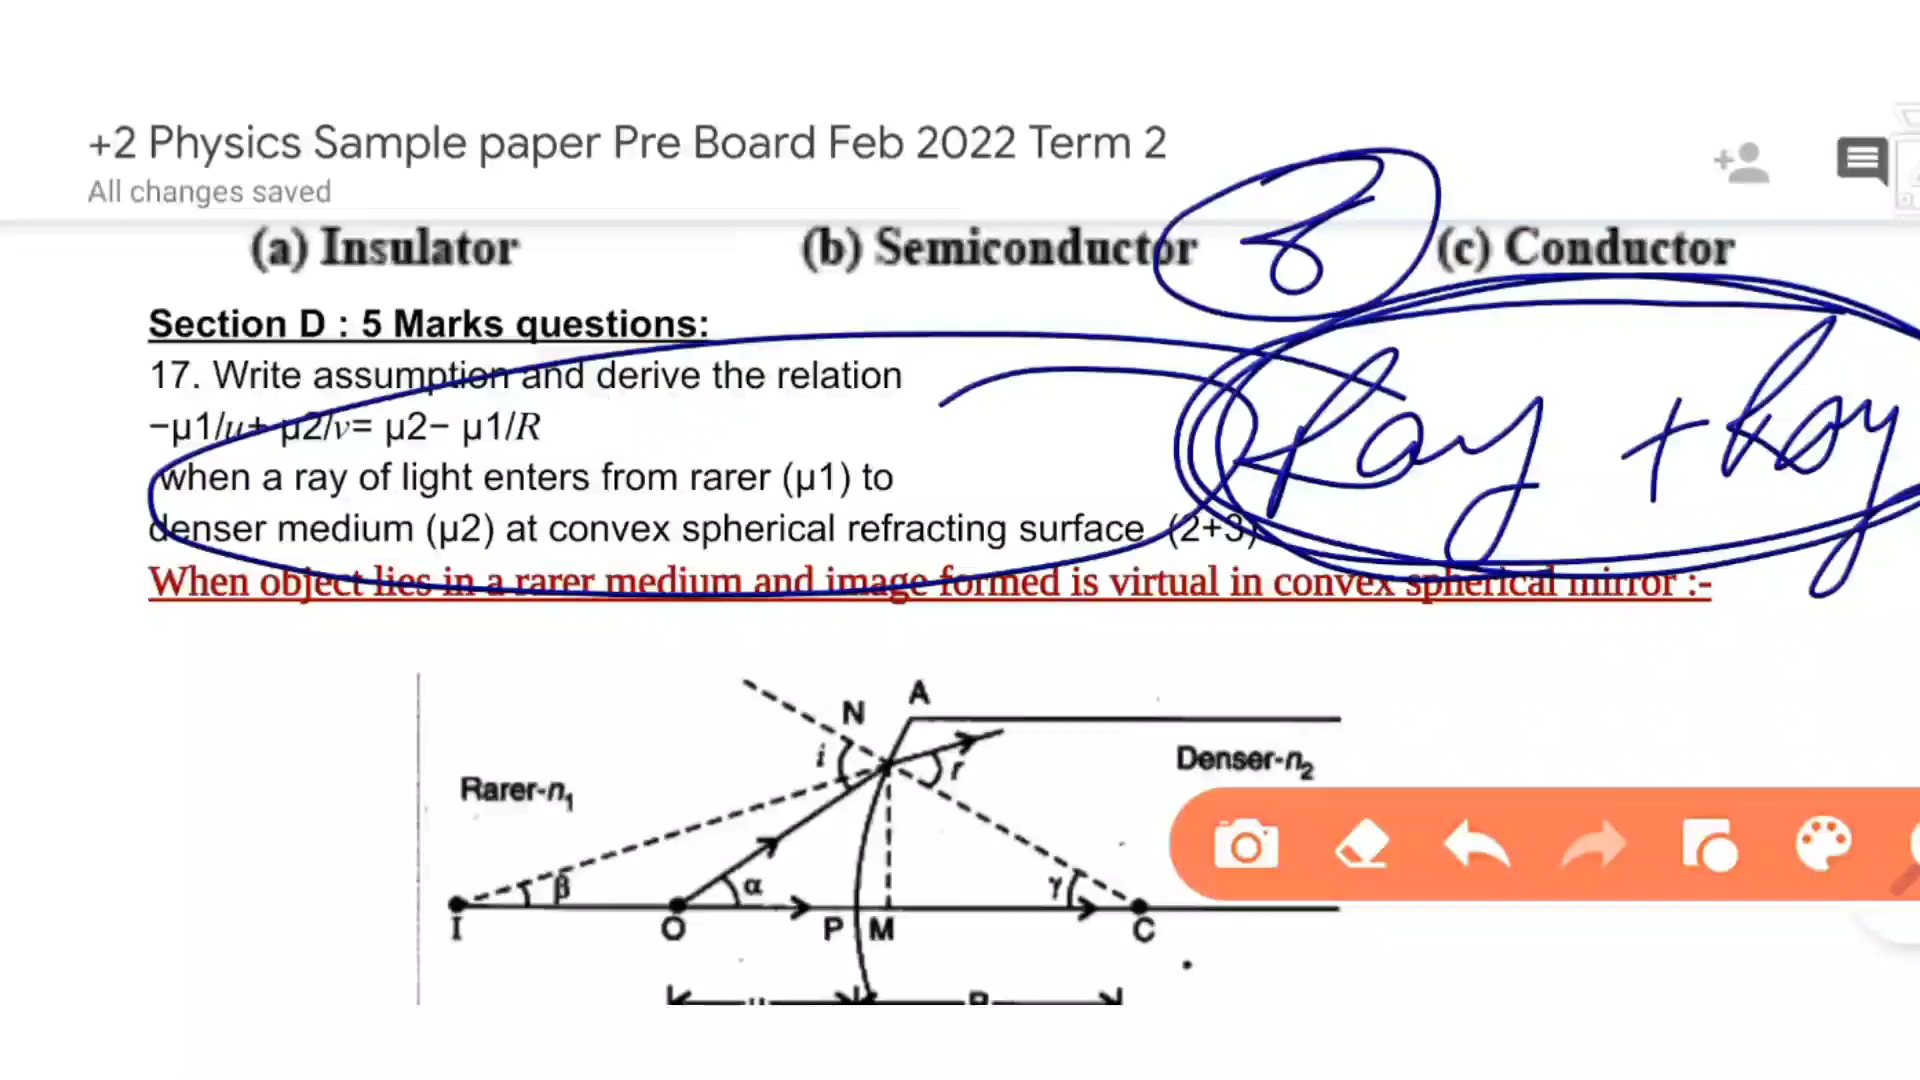 +2 Physics Sample paper Pre Board Feb 2022 Term 2
All changes saved
(a) Insulator (b) Semiconductor (c) Conductor
8
Section D : 5 Marks questions:
17. Write assumption and derive the relation
−µ1/u+ µ2/v= µ2− µ1/R
when a ray of light enters from rarer (µ1) to
denser medium (µ2) at convex spherical refracting surface (2+3)
Ray + Ray
When object lies in a rarer medium and image formed is virtual in convex spherical mirror :-
N A
i r
Rarer-n₁ Denser-n₂
β α γ
I O P M C
u R